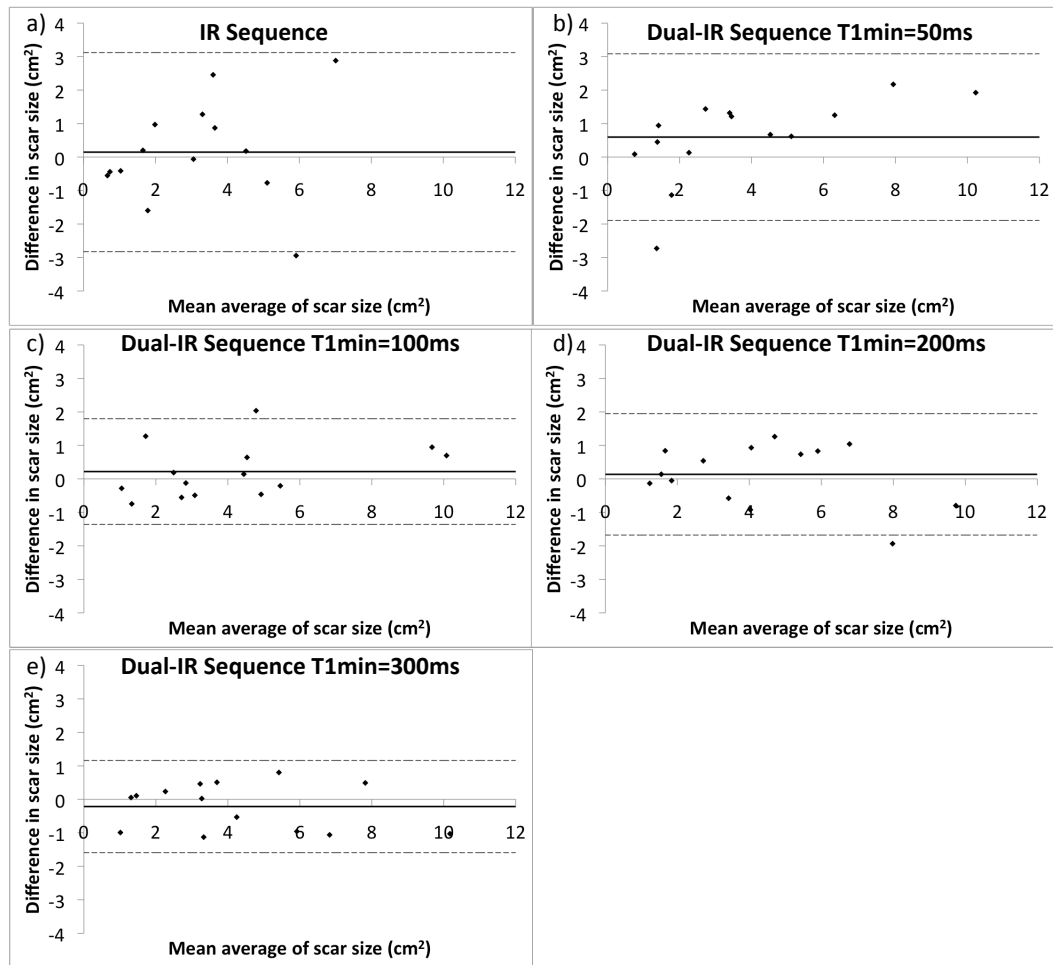 a) IR Sequence
Difference in scar size (cm²)
4
3
2
1
0
-1
-2
-3
-4
0 2 4 6 8 10 12
Mean average of scar size (cm²)
b) Dual-IR Sequence T1min=50ms
Difference in scar size (cm²)
4
3
2
1
0
-1
-2
-3
-4
0 2 4 6 8 10 12
Mean average of scar size (cm²)
c) Dual-IR Sequence T1min=100ms
Difference in scar size (cm²)
4
3
2
1
0
-1
-2
-3
-4
0 2 4 6 8 10 12
Mean average of scar size (cm²)
d) Dual-IR Sequence T1min=200ms
Difference in scar size (cm²)
4
3
2
1
0
-1
-2
-3
-4
0 2 4 6 8 10 12
Mean average of scar size (cm²)
e) Dual-IR Sequence T1min=300ms
Difference in scar size (cm²)
4
3
2
1
0
-1
-2
-3
-4
0 2 4 6 8 10 12
Mean average of scar size (cm²)